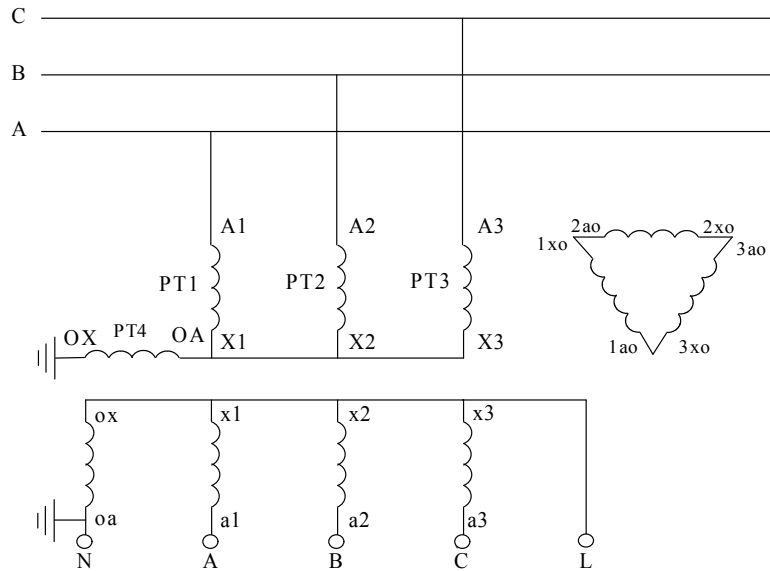 C
B
A
A1 A2 A3
2ao 2xo
1xo 3ao
PT1 PT2 PT3
OX PT4 OA X1 X2 X3
1ao 3xo
ox x1 x2 x3
oa a1 a2 a3
N A B C L